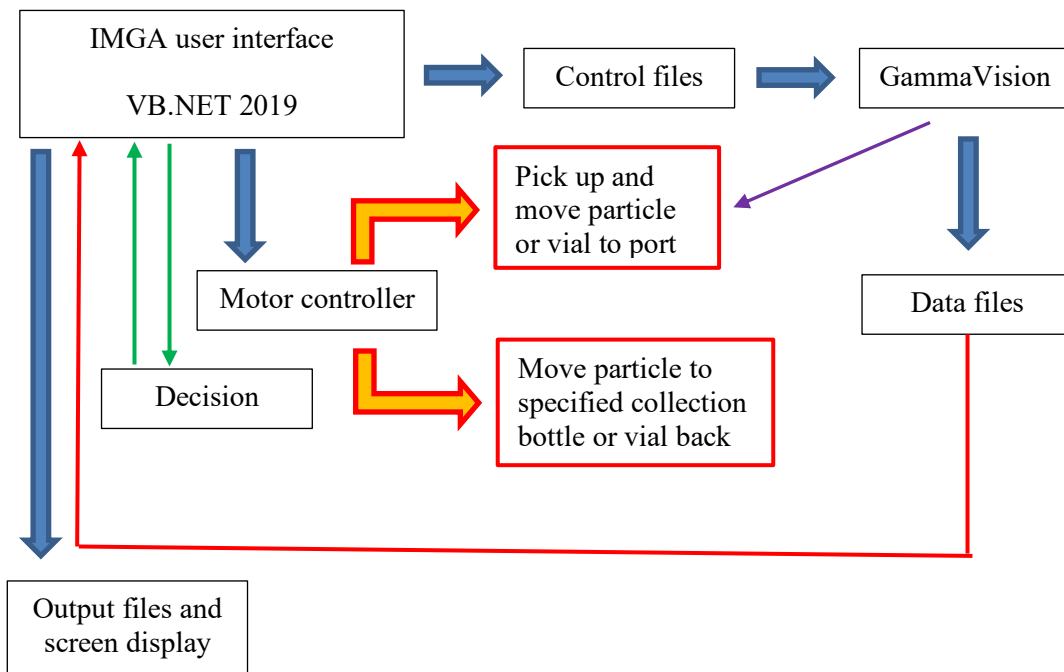 IMGA user interface
VB.NET 2019
Control files
GammaVision
Pick up and
move particle
or vial to port
Motor controller
Data files
Decision
Move particle to
specified collection
bottle or vial back
Output files and
screen display